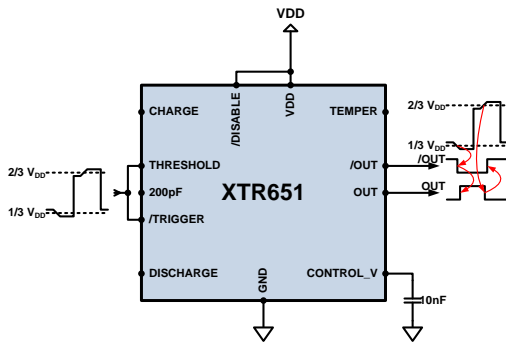 VDD
/DISABLE
VDD
CHARGE
TEMPER
2/3 VDD
1/3 VDD
THRESHOLD
/OUT
/OUT
2/3 VDD
200pF
XTR651
OUT
OUT
1/3 VDD
/TRIGGER
DISCHARGE
GND
CONTROL_V
10nF